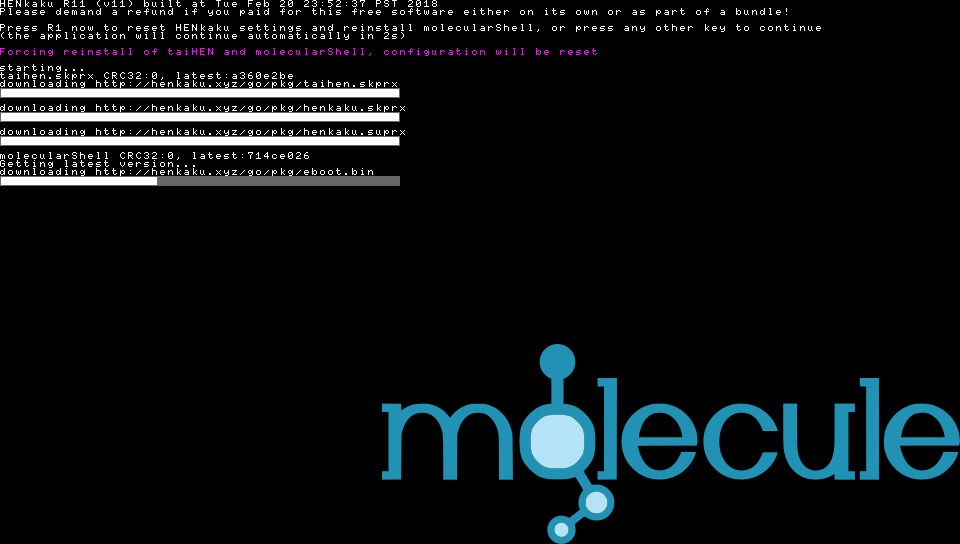 HENkaku R11 (v11) built at Tue Feb 20 23:52:37 PST 2018
Please demand a refund if you paid for this free software either on its own or as part of a bundle!
Press R1 now to reset HENkaku settings and reinstall molecularShell, or press any other key to continue
(the application will continue automatically in 2s)
Forcing reinstall of taiHEN and molecularShell, configuration will be reset
starting...
taihen.skprx CRC32:0, latest:a360e2be
downloading http://henkaku.xyz/go/pkg/taihen.skprx
downloading http://henkaku.xyz/go/pkg/henkaku.skprx
downloading http://henkaku.xyz/go/pkg/henkaku.suprx
molecularShell CRC32:0, latest:714ce026
Getting latest version...
downloading http://henkaku.xyz/go/pkg/eboot.bin
molecule